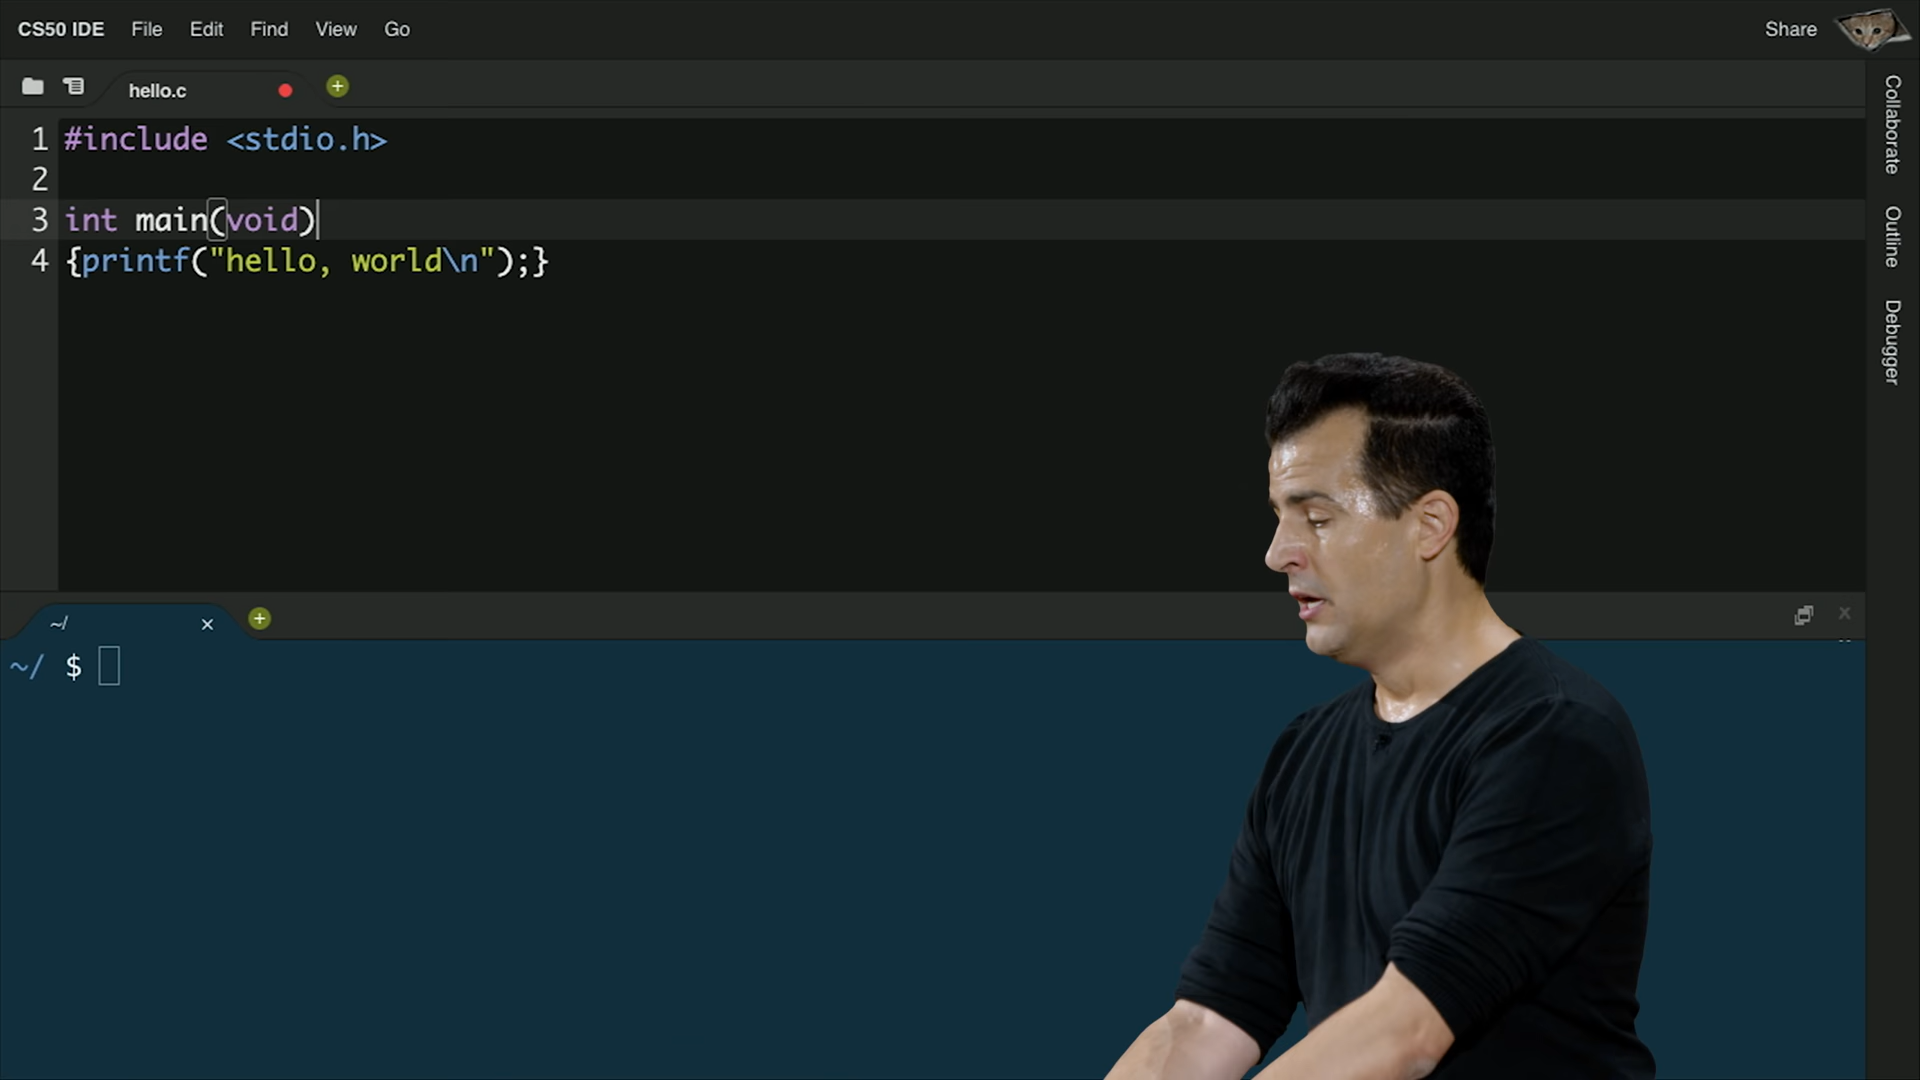 CS50 IDE File Edit Find View Go Share
hello.c
1 #include <stdio.h>
2
3 int main(void)
4 {printf("hello, world\n");}
~/
~/ $
Collaborate
Outline
Debugger